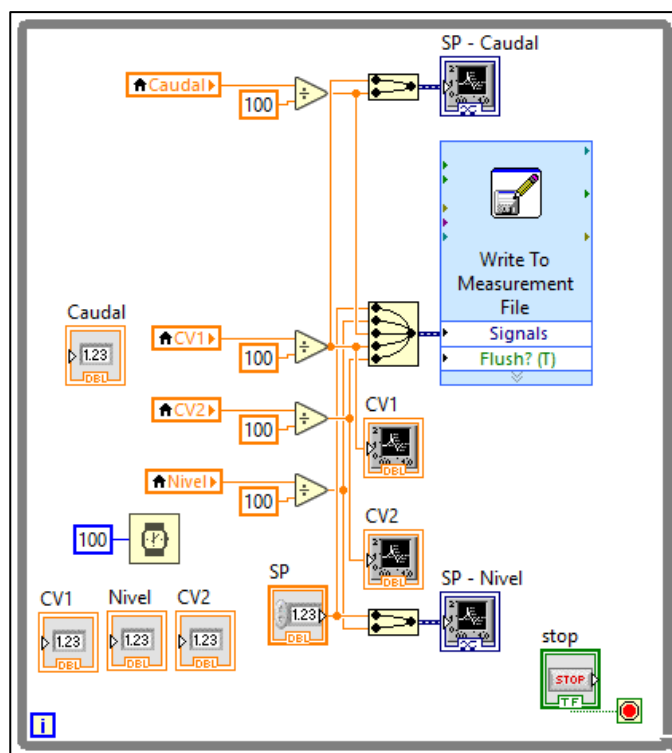 SP - Caudal
Caudal
100
Write To
Measurement
File
Signals
Flush? (T)
Caudal
1.23
DBL
CV1
100
CV2
100
CV1
DBL
Nivel
100
100
CV2
DBL
SP
1.23
DBL
SP - Nivel
CV1
1.23
DBL
Nivel
1.23
DBL
CV2
1.23
DBL
stop
STOP
TF
i